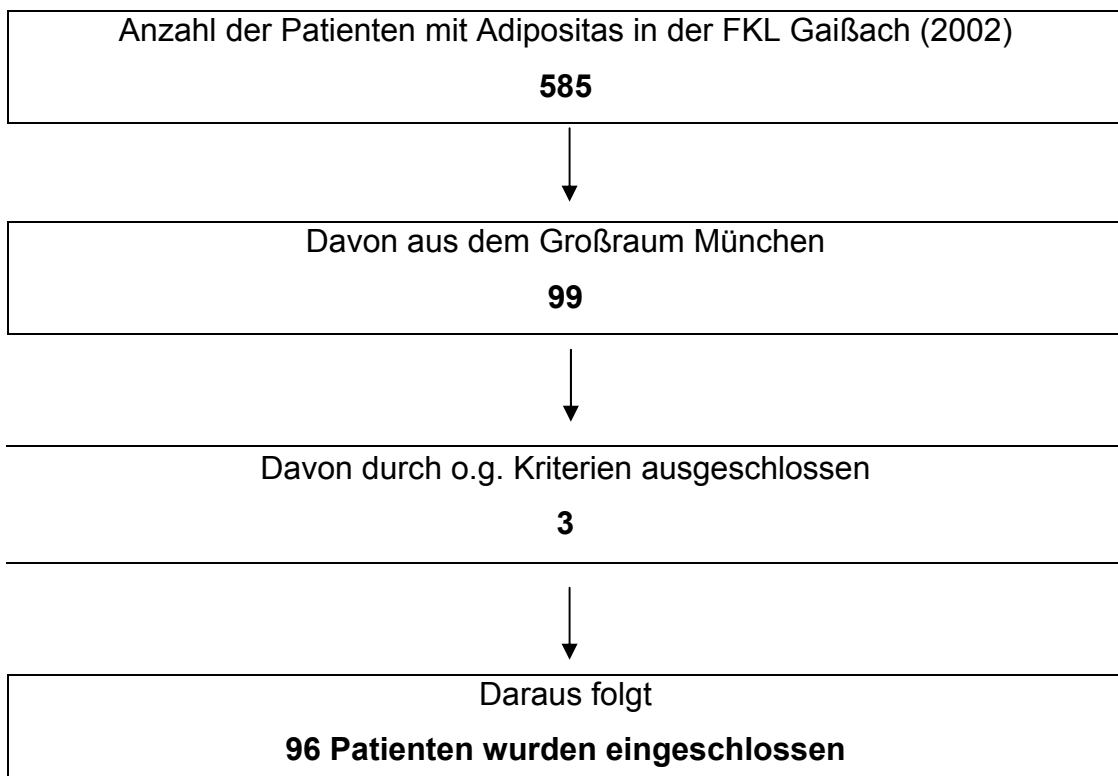 Anzahl der Patienten mit Adipositas in der FKL Gaißach (2002)
585
Davon aus dem Großraum München
99
Davon durch o.g. Kriterien ausgeschlossen
3
Daraus folgt
96 Patienten wurden eingeschlossen